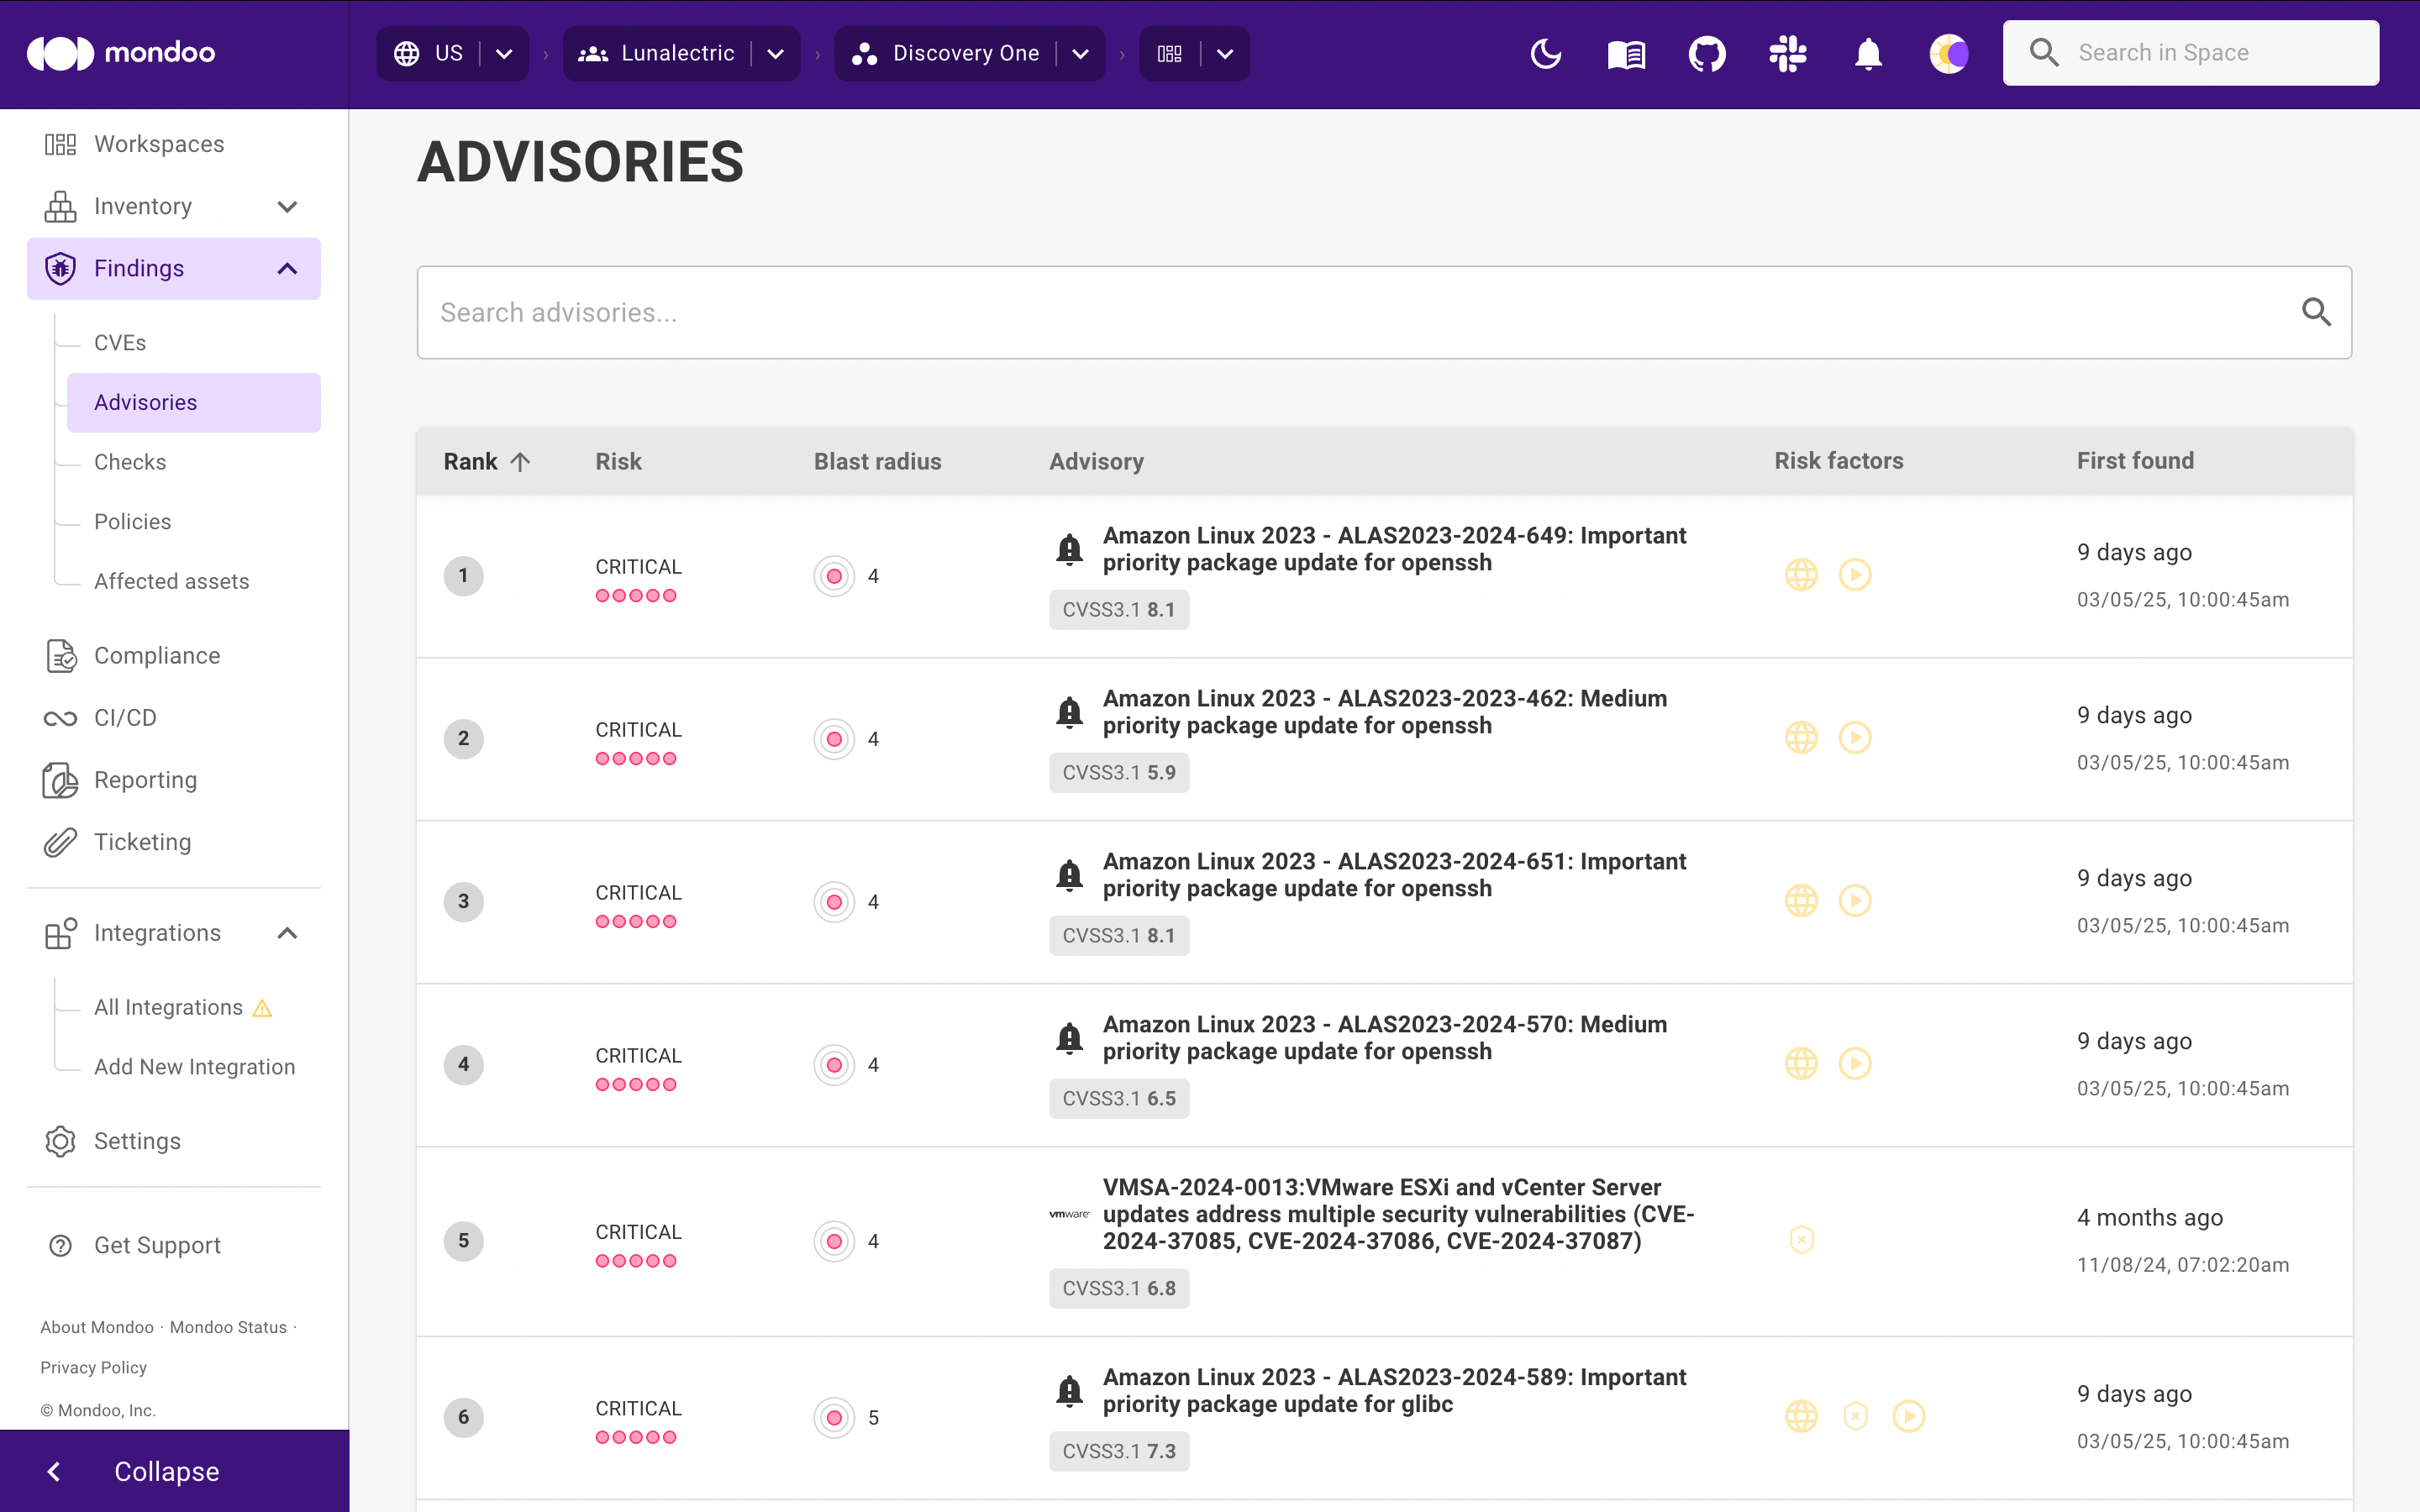 mondoo
US
Lunalectric
Discovery One
Search in Space
Workspaces
Inventory
Findings
CVEs
Advisories
Checks
Policies
Affected assets
Compliance
CI/CD
Reporting
Ticketing
Integrations
All Integrations
Add New Integration
Settings
Get Support
About Mondoo · Mondoo Status ·
Privacy Policy
© Mondoo, Inc.
Collapse
ADVISORIES
Search advisories...
Rank Risk Blast radius Advisory Risk factors First found
1
CRITICAL
4
Amazon Linux 2023 - ALAS2023-2024-649: Important
priority package update for openssh
CVSS3.1 8.1
9 days ago
03/05/25, 10:00:45am
2
CRITICAL
4
Amazon Linux 2023 - ALAS2023-2023-462: Medium
priority package update for openssh
CVSS3.1 5.9
9 days ago
03/05/25, 10:00:45am
3
CRITICAL
4
Amazon Linux 2023 - ALAS2023-2024-651: Important
priority package update for openssh
CVSS3.1 8.1
9 days ago
03/05/25, 10:00:45am
4
CRITICAL
4
Amazon Linux 2023 - ALAS2023-2024-570: Medium
priority package update for openssh
CVSS3.1 6.5
9 days ago
03/05/25, 10:00:45am
5
CRITICAL
4
vmware
VMSA-2024-0013:VMware ESXi and vCenter Server
updates address multiple security vulnerabilities (CVE-
2024-37085, CVE-2024-37086, CVE-2024-37087)
CVSS3.1 6.8
4 months ago
11/08/24, 07:02:20am
6
CRITICAL
5
Amazon Linux 2023 - ALAS2023-2024-589: Important
priority package update for glibc
CVSS3.1 7.3
9 days ago
03/05/25, 10:00:45am